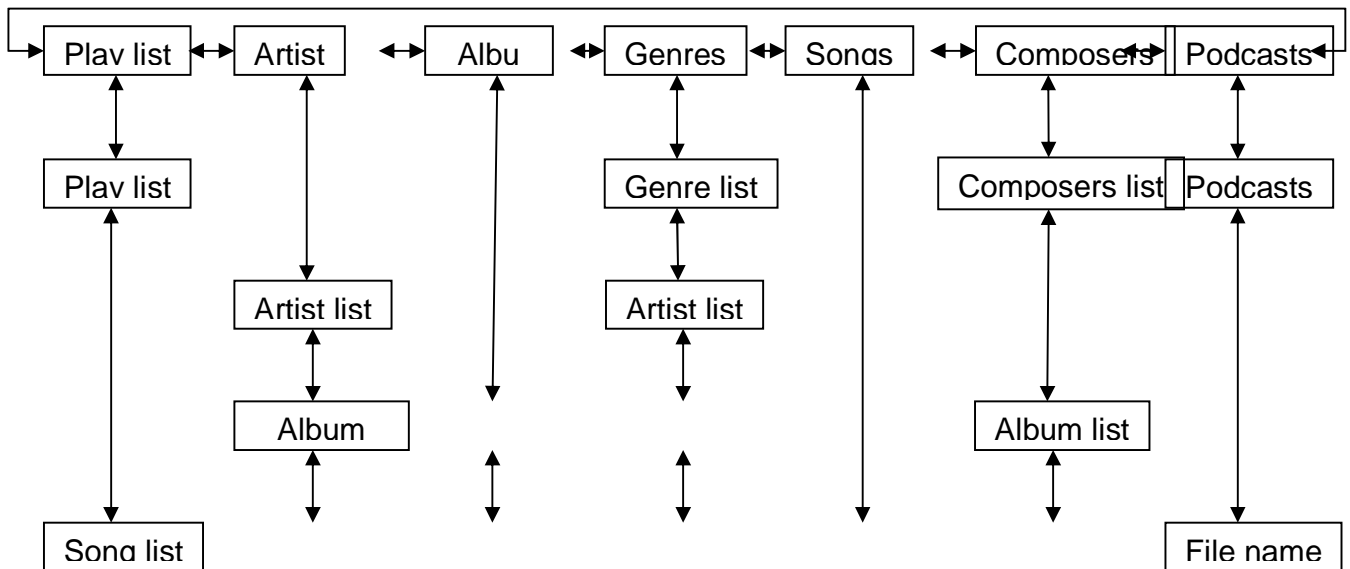 Play list
Artist
Albu
Genres
Songs
Composers
Podcasts
Play list
Genre list
Composers list
Podcasts
Artist list
Artist list
Album
Album list
Song list
File name